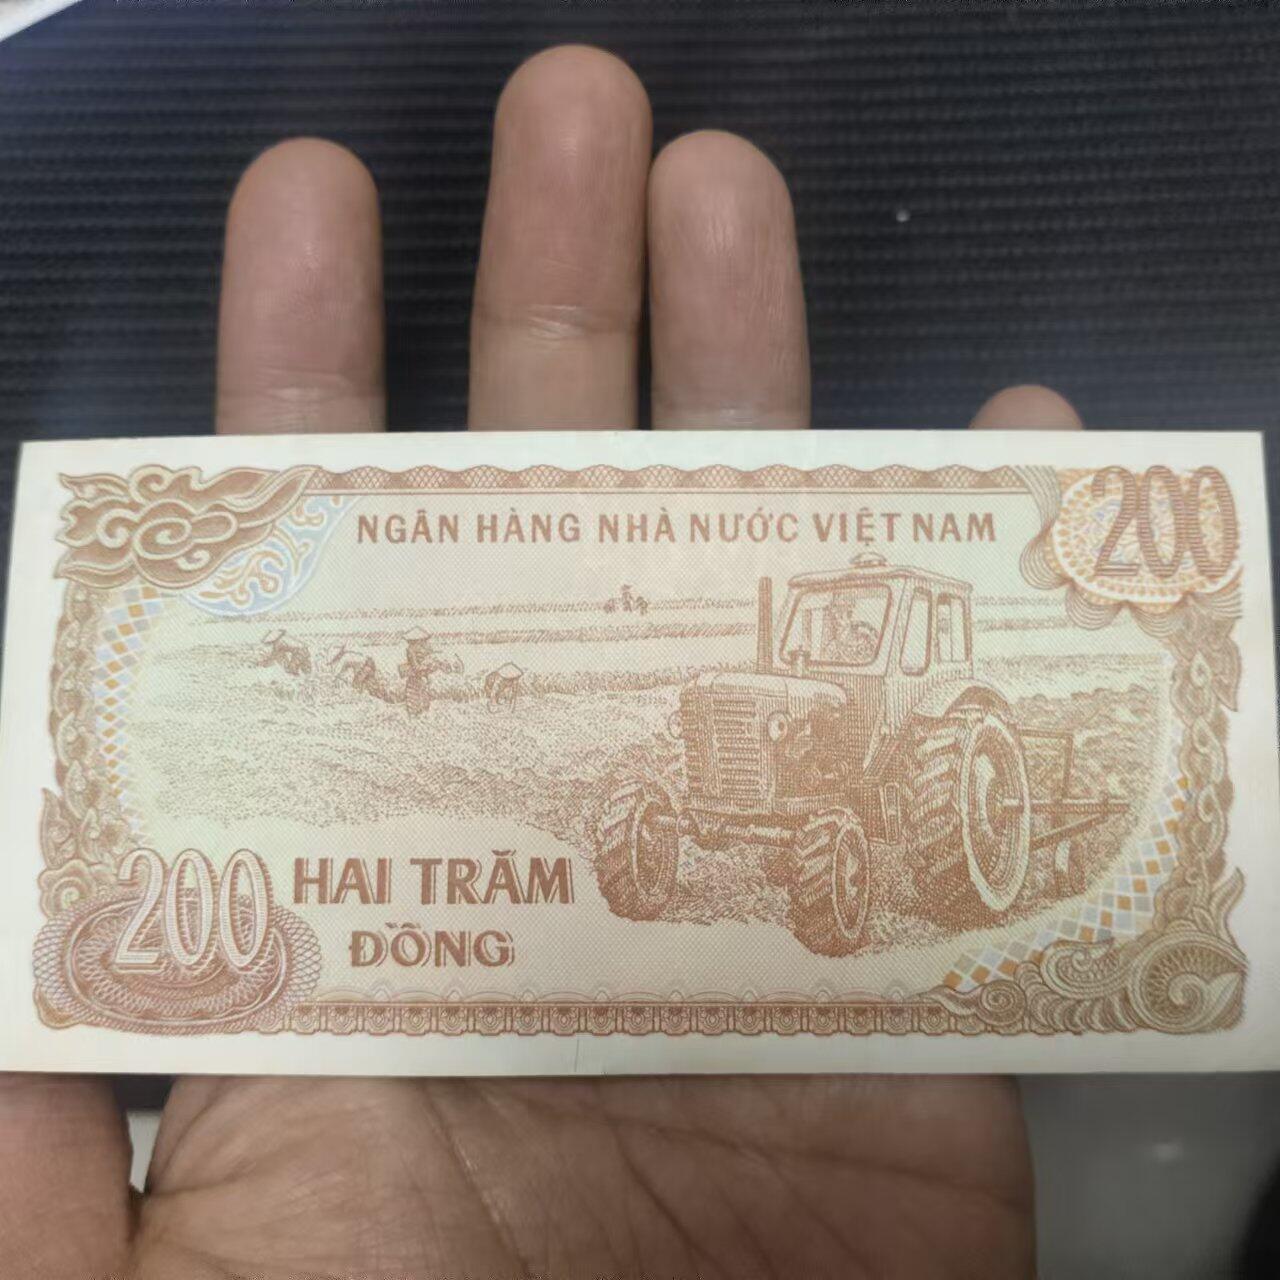 NGÂN HÀNG NHÀ NƯỚC VIỆT NAM
200
200
HAI TRĂM
ĐỒNG